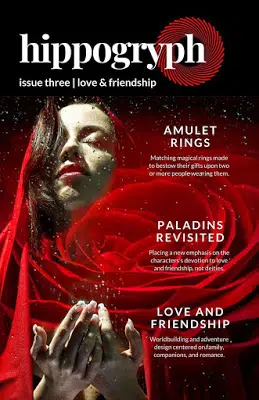 hippogryph
issue three | love & friendship
AMULET
RINGS
Matching magical rings made
to bestow their gifts upon two
or more people wearing them.
PALADINS
REVISITED
Placing a new emphasis on the
characters's devotion to love
and friendship, not deities.
LOVE AND
FRIENDSHIP
Worldbuilding and adventure
design centered on family,
companions, and romance.